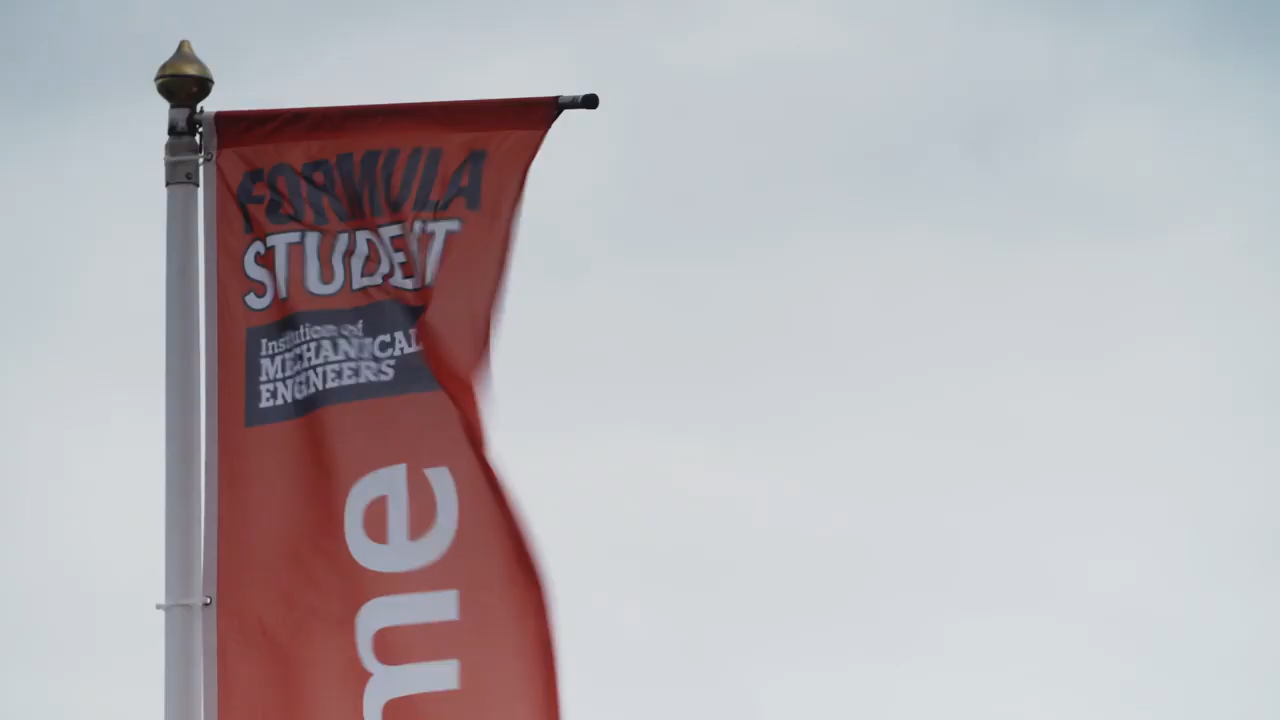 FORMULA
STUDENT
Institution of
MECHANICAL
ENGINEERS
me